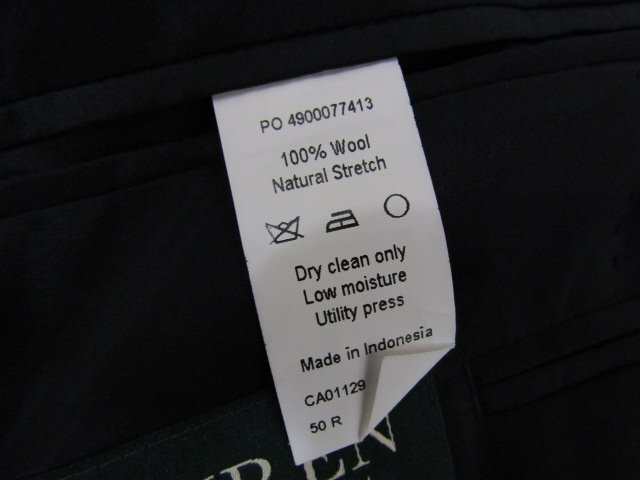 PO 4900077413
100% Wool
Natural Stretch
Dry clean only
Low moisture
Utility press
Made in Indonesia
CA01129
50 R